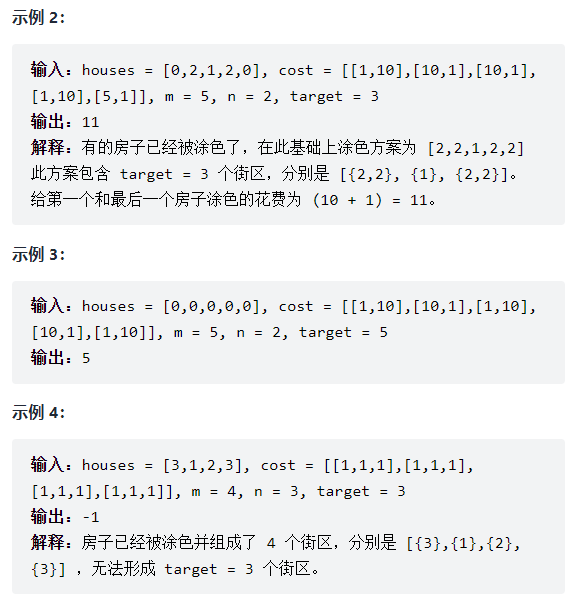 示例 2：
输入：houses = [0,2,1,2,0], cost = [[1,10],[10,1],[10,1],
[1,10],[5,1]], m = 5, n = 2, target = 3
输出：11
解释：有的房子已经被涂色了，在此基础上涂色方案为 [2,2,1,2,2]
此方案包含 target = 3 个街区，分别是 [{2,2}, {1}, {2,2}]。
给第一个和最后一个房子涂色的花费为 (10 + 1) = 11。
示例 3：
输入：houses = [0,0,0,0,0], cost = [[1,10],[10,1],[1,10],
[10,1],[1,10]], m = 5, n = 2, target = 5
输出：5
示例 4：
输入：houses = [3,1,2,3], cost = [[1,1,1],[1,1,1],
[1,1,1],[1,1,1]], m = 4, n = 3, target = 3
输出：-1
解释：房子已经被涂色并组成了 4 个街区，分别是 [{3},{1},{2},
{3}] ，无法形成 target = 3 个街区。